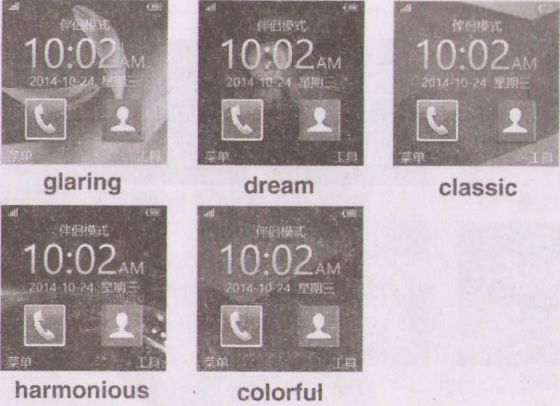 伴侣模式
10:02AM
2014-10-24 星期三
菜单 工具
glaring
伴侣模式
10:02AM
2014-10-24 星期三
菜单 工具
dream
伴侣模式
10:02AM
2014-10-24 星期三
菜单 工具
classic
伴侣模式
10:02AM
2014-10-24 星期三
菜单 工具
harmonious
伴侣模式
10:02AM
2014-10-24 星期三
菜单 工具
colorful